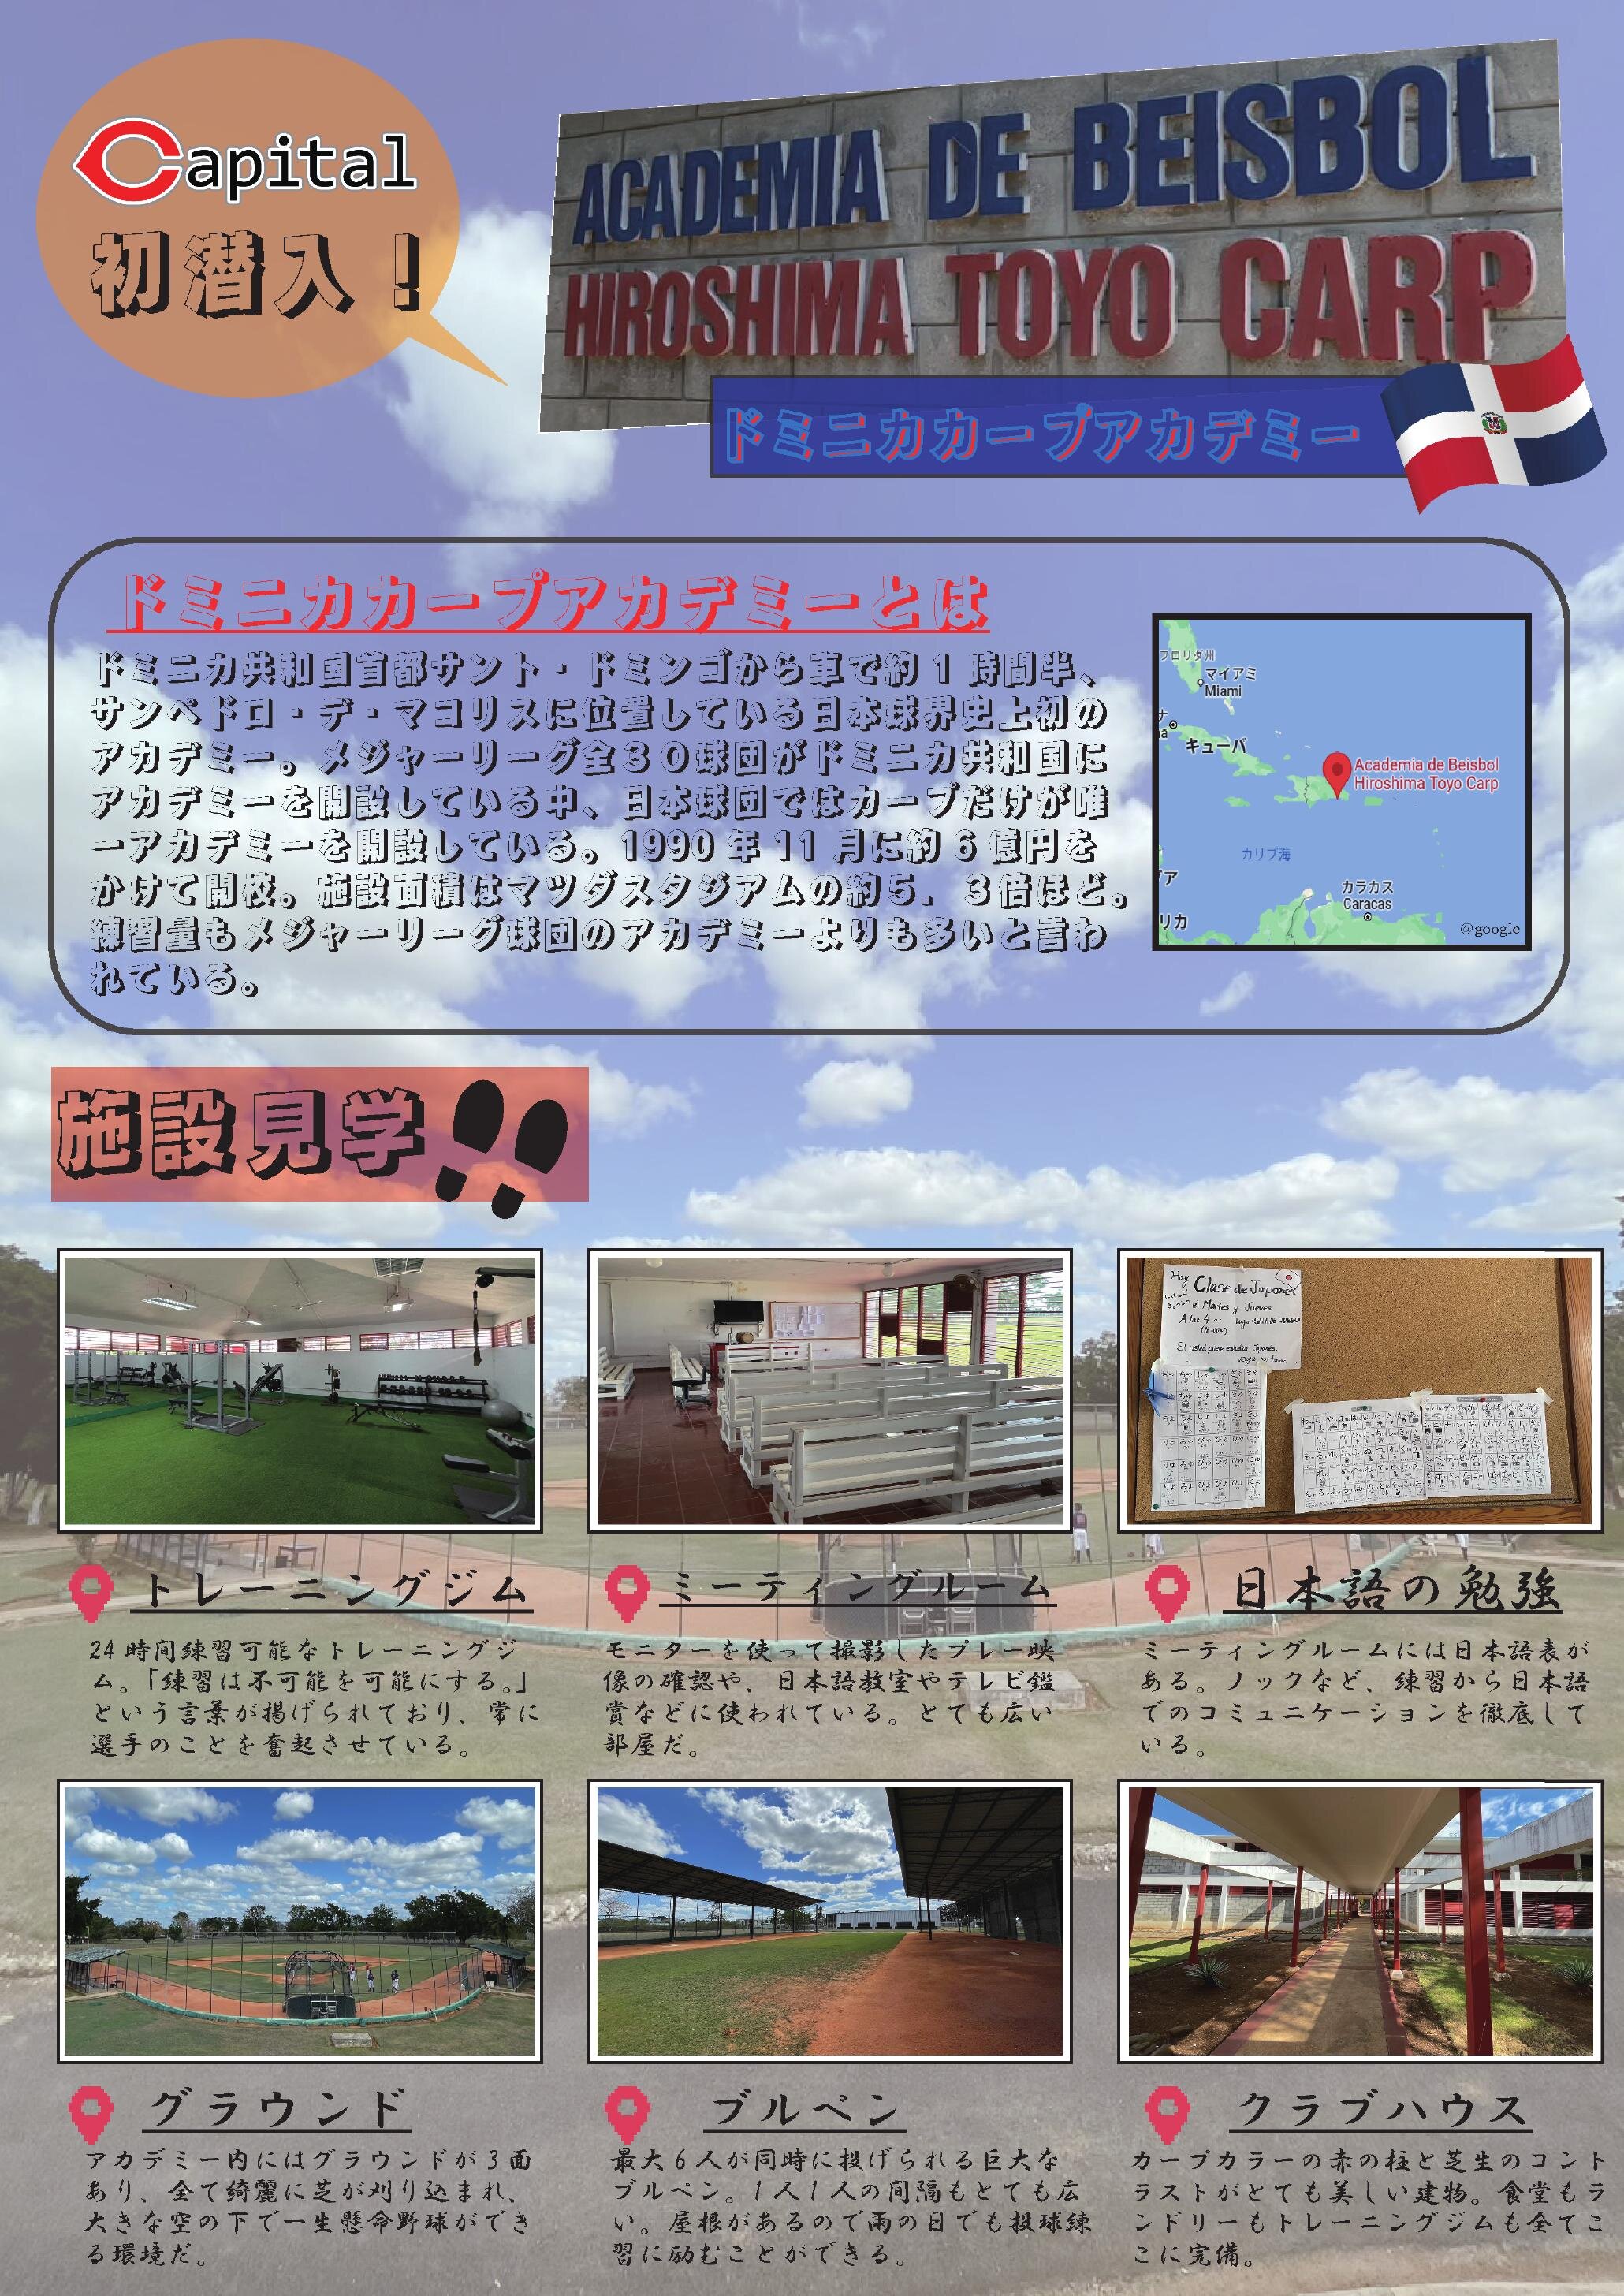 Capital
初潜入！
ACADEMIA DE BEISBOL
HIROSHIMA TOYO CARP
ドミニカカープアカデミー
ドミニカカープアカデミーとは
ドミニカ共和国首都サント・ドミンゴから車で約１時間半、
サンペドロ・デ・マコリスに位置している日本球界史上初の
アカデミー。メジャーリーグ全３０球団がドミニカ共和国に
アカデミーを開設している中、日本球団ではカープだけが唯
一アカデミーを開設している。1990 年 11 月に約 6 億円を
かけて開校。施設面積はマツダスタジアムの約５．３倍ほど。
練習量もメジャーリーグ球団のアカデミーよりも多いと言わ
れている。
フロリダ州
マイアミ
Miami
ナ
na
キューバ
Academia de Beisbol
Hiroshima Toyo Carp
カリブ海
カラカス
Caracas
リカ
@google
施設見学
Hay Clase de Japonés
el Martes y Jueves
A las 4 ~
トレーニングジム
24 時間練習可能なトレーニングジ
ム。「練習は不可能を可能にする。」
という言葉が掲げられており、常に
選手のことを奮起させている。
ミーティングルーム
モニターを使って撮影したプレー映
像の確認や、日本語教室やテレビ鑑
賞などに使われている。とても広い
部屋だ。
日本語の勉強
ミーティングルームには日本語表が
ある。ノックなど、練習から日本語
でのコミュニケーションを徹底して
いる。
グラウンド
アカデミー内にはグラウンドが 3 面
あり、全て綺麗に芝が刈り込まれ、
大きな空の下で一生懸命野球ができ
る環境だ。
ブルペン
最大 6 人が同時に投げられる巨大な
ブルペン。1 人 1 人の間隔もとても広
い。屋根があるので雨の日でも投球練
習に励むことができる。
クラブハウス
カープカラーの赤の柱と芝生のコント
ラストがとても美しい建物。食堂もラ
ンドリーもトレーニングジムも全てこ
こに完備。